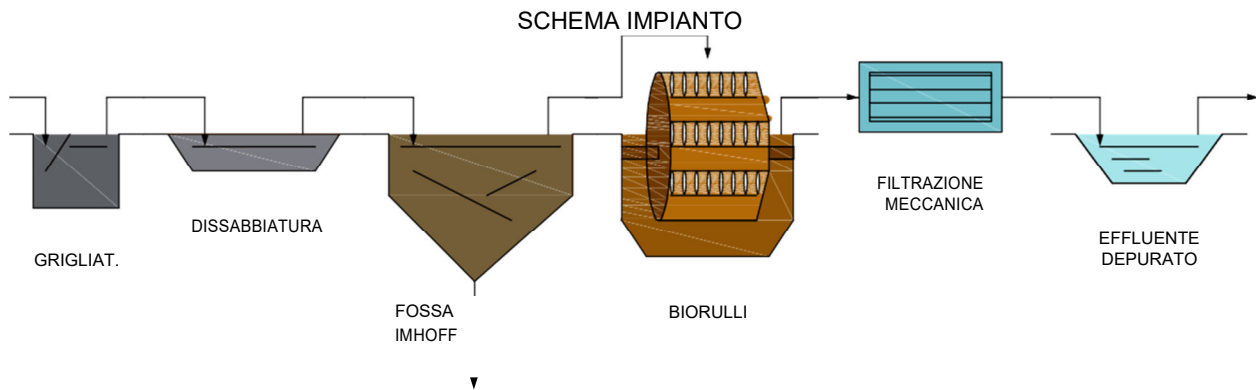 SCHEMA IMPIANTO
GRIGLIAT.
DISSABBIATURA
FOSSA
IMHOFF
BIORULLI
FILTRAZIONE
MECCANICA
EFFLUENTE
DEPURATO